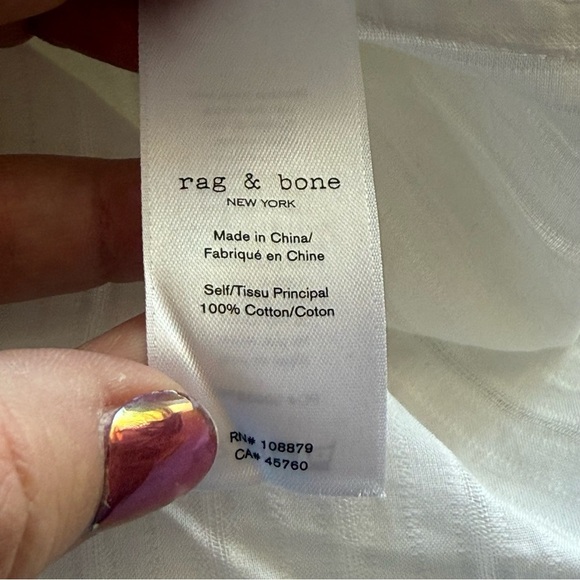 rag & bone
NEW YORK
Made in China/
Fabriqué en Chine
Self/Tissu Principal
100% Cotton/Coton
RN# 108879
CA# 45760